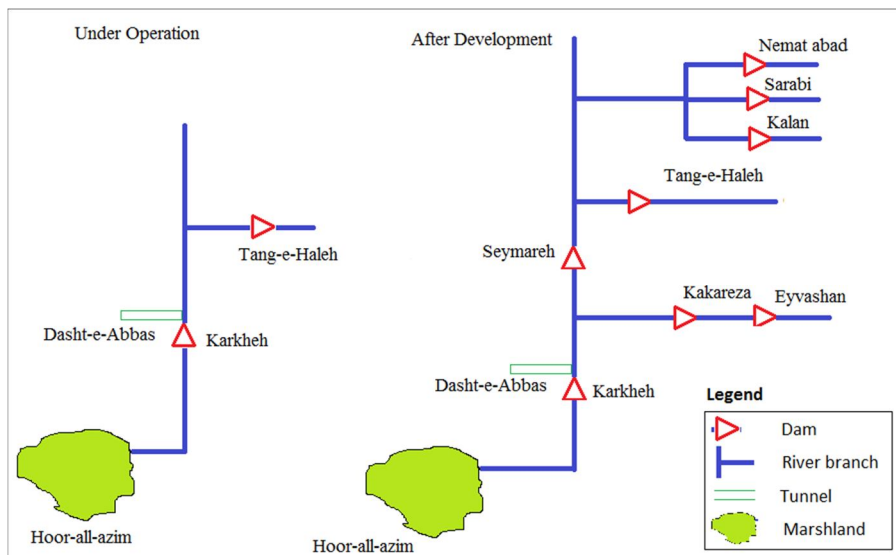 Under Operation
Tang-e-Haleh
Dasht-e-Abbas
Karkheh
Hoor-all-azim
After Development
Nemat abad
Sarabi
Kalan
Tang-e-Haleh
Seymareh
Kakareza
Eyvashan
Dasht-e-Abbas
Karkheh
Hoor-all-azim
Legend
Dam
River branch
Tunnel
Marshland